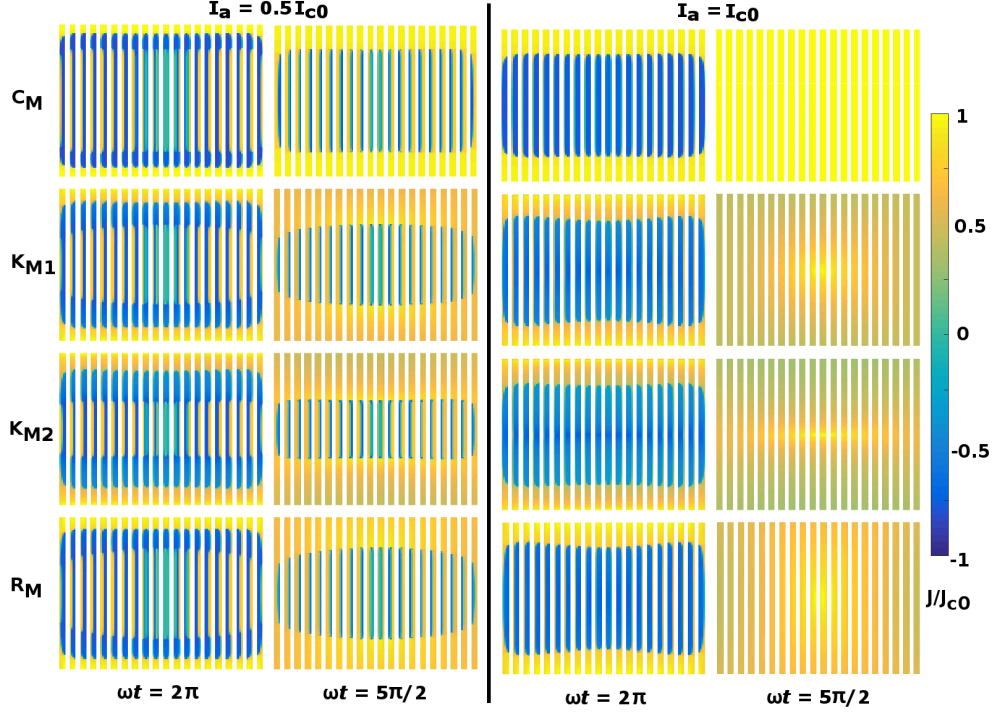 I_a = 0.5 I_c0
I_a = I_c0
C_M
K_M1
K_M2
R_M
1
0.5
0
-0.5
-1
J/J_c0
ωt = 2π
ωt = 5π/2
ωt = 2π
ωt = 5π/2